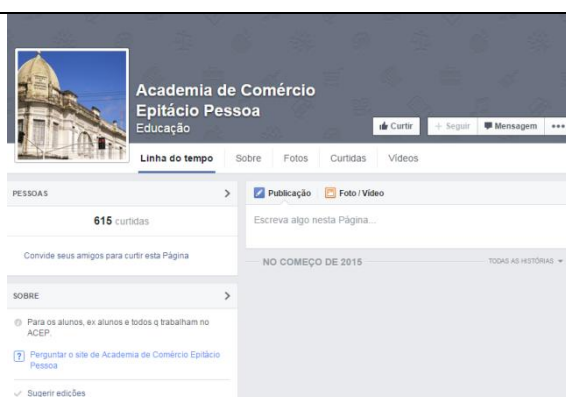 Academia de Comércio
Epitácio Pessoa
Educação
Curtir
+ Seguir
Mensagem
Linha do tempo Sobre Fotos Curtidas Vídeos
PESSOAS
615 curtidas
Convide seus amigos para curtir esta Página
SOBRE
Para os alunos, ex alunos e todos q trabalham no
ACEP.
? Perguntar o site de Academia de Comércio Epitácio
Pessoa
Sugerir edições
Publicação Foto / Vídeo
Escreva algo nesta Página...
NO COMEÇO DE 2015 TODAS AS HISTÓRIAS